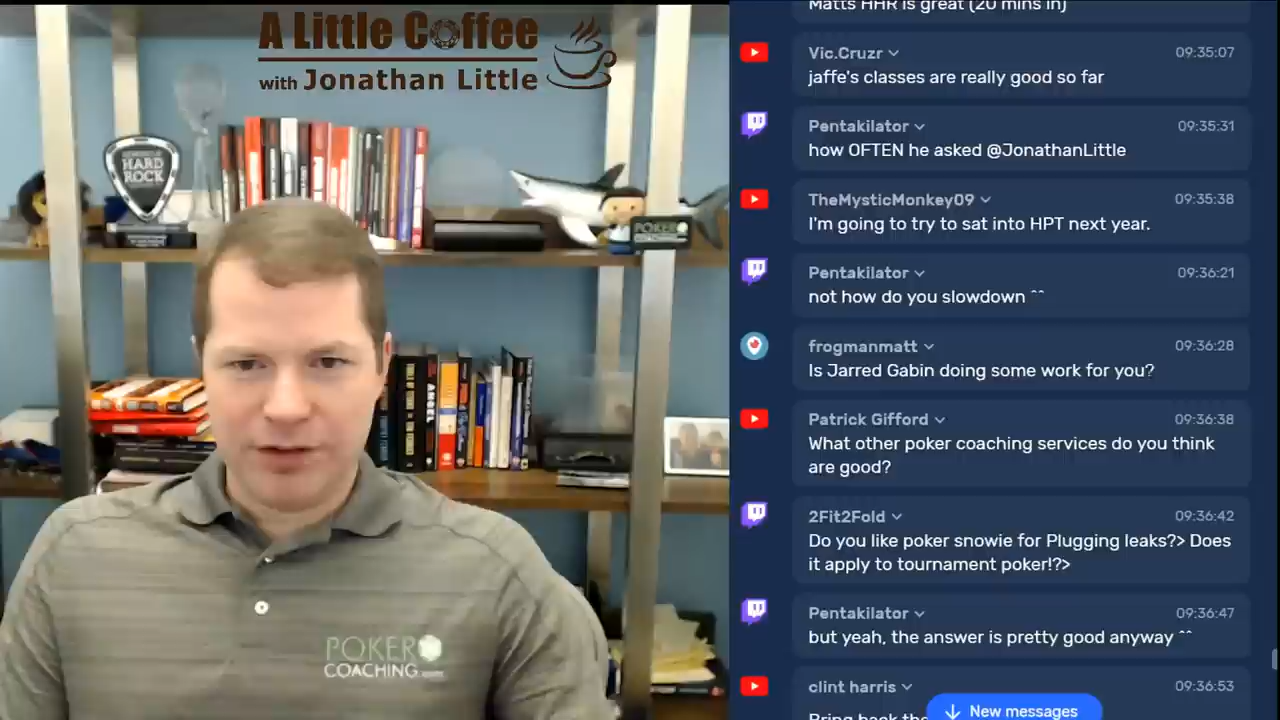 A Little Coffee
with Jonathan Little
HARD
ROCK
POKER
POKER
COACHING.com
Matts HHR is great (20 mins in)
Vic.Cruzr
09:35:07
jaffe's classes are really good so far
Pentakilator
09:35:31
how OFTEN he asked @JonathanLittle
TheMysticMonkey09
09:35:38
I'm going to try to sat into HPT next year.
Pentakilator
09:36:21
not how do you slowdown ^^
frogmanmatt
09:36:28
Is Jarred Gabin doing some work for you?
Patrick Gifford
09:36:38
What other poker coaching services do you think
are good?
2Fit2Fold
09:36:42
Do you like poker snowie for Plugging leaks?> Does
it apply to tournament poker!?>
Pentakilator
09:36:47
but yeah, the answer is pretty good anyway ^^
clint harris
09:36:53
Bring back the
New messages